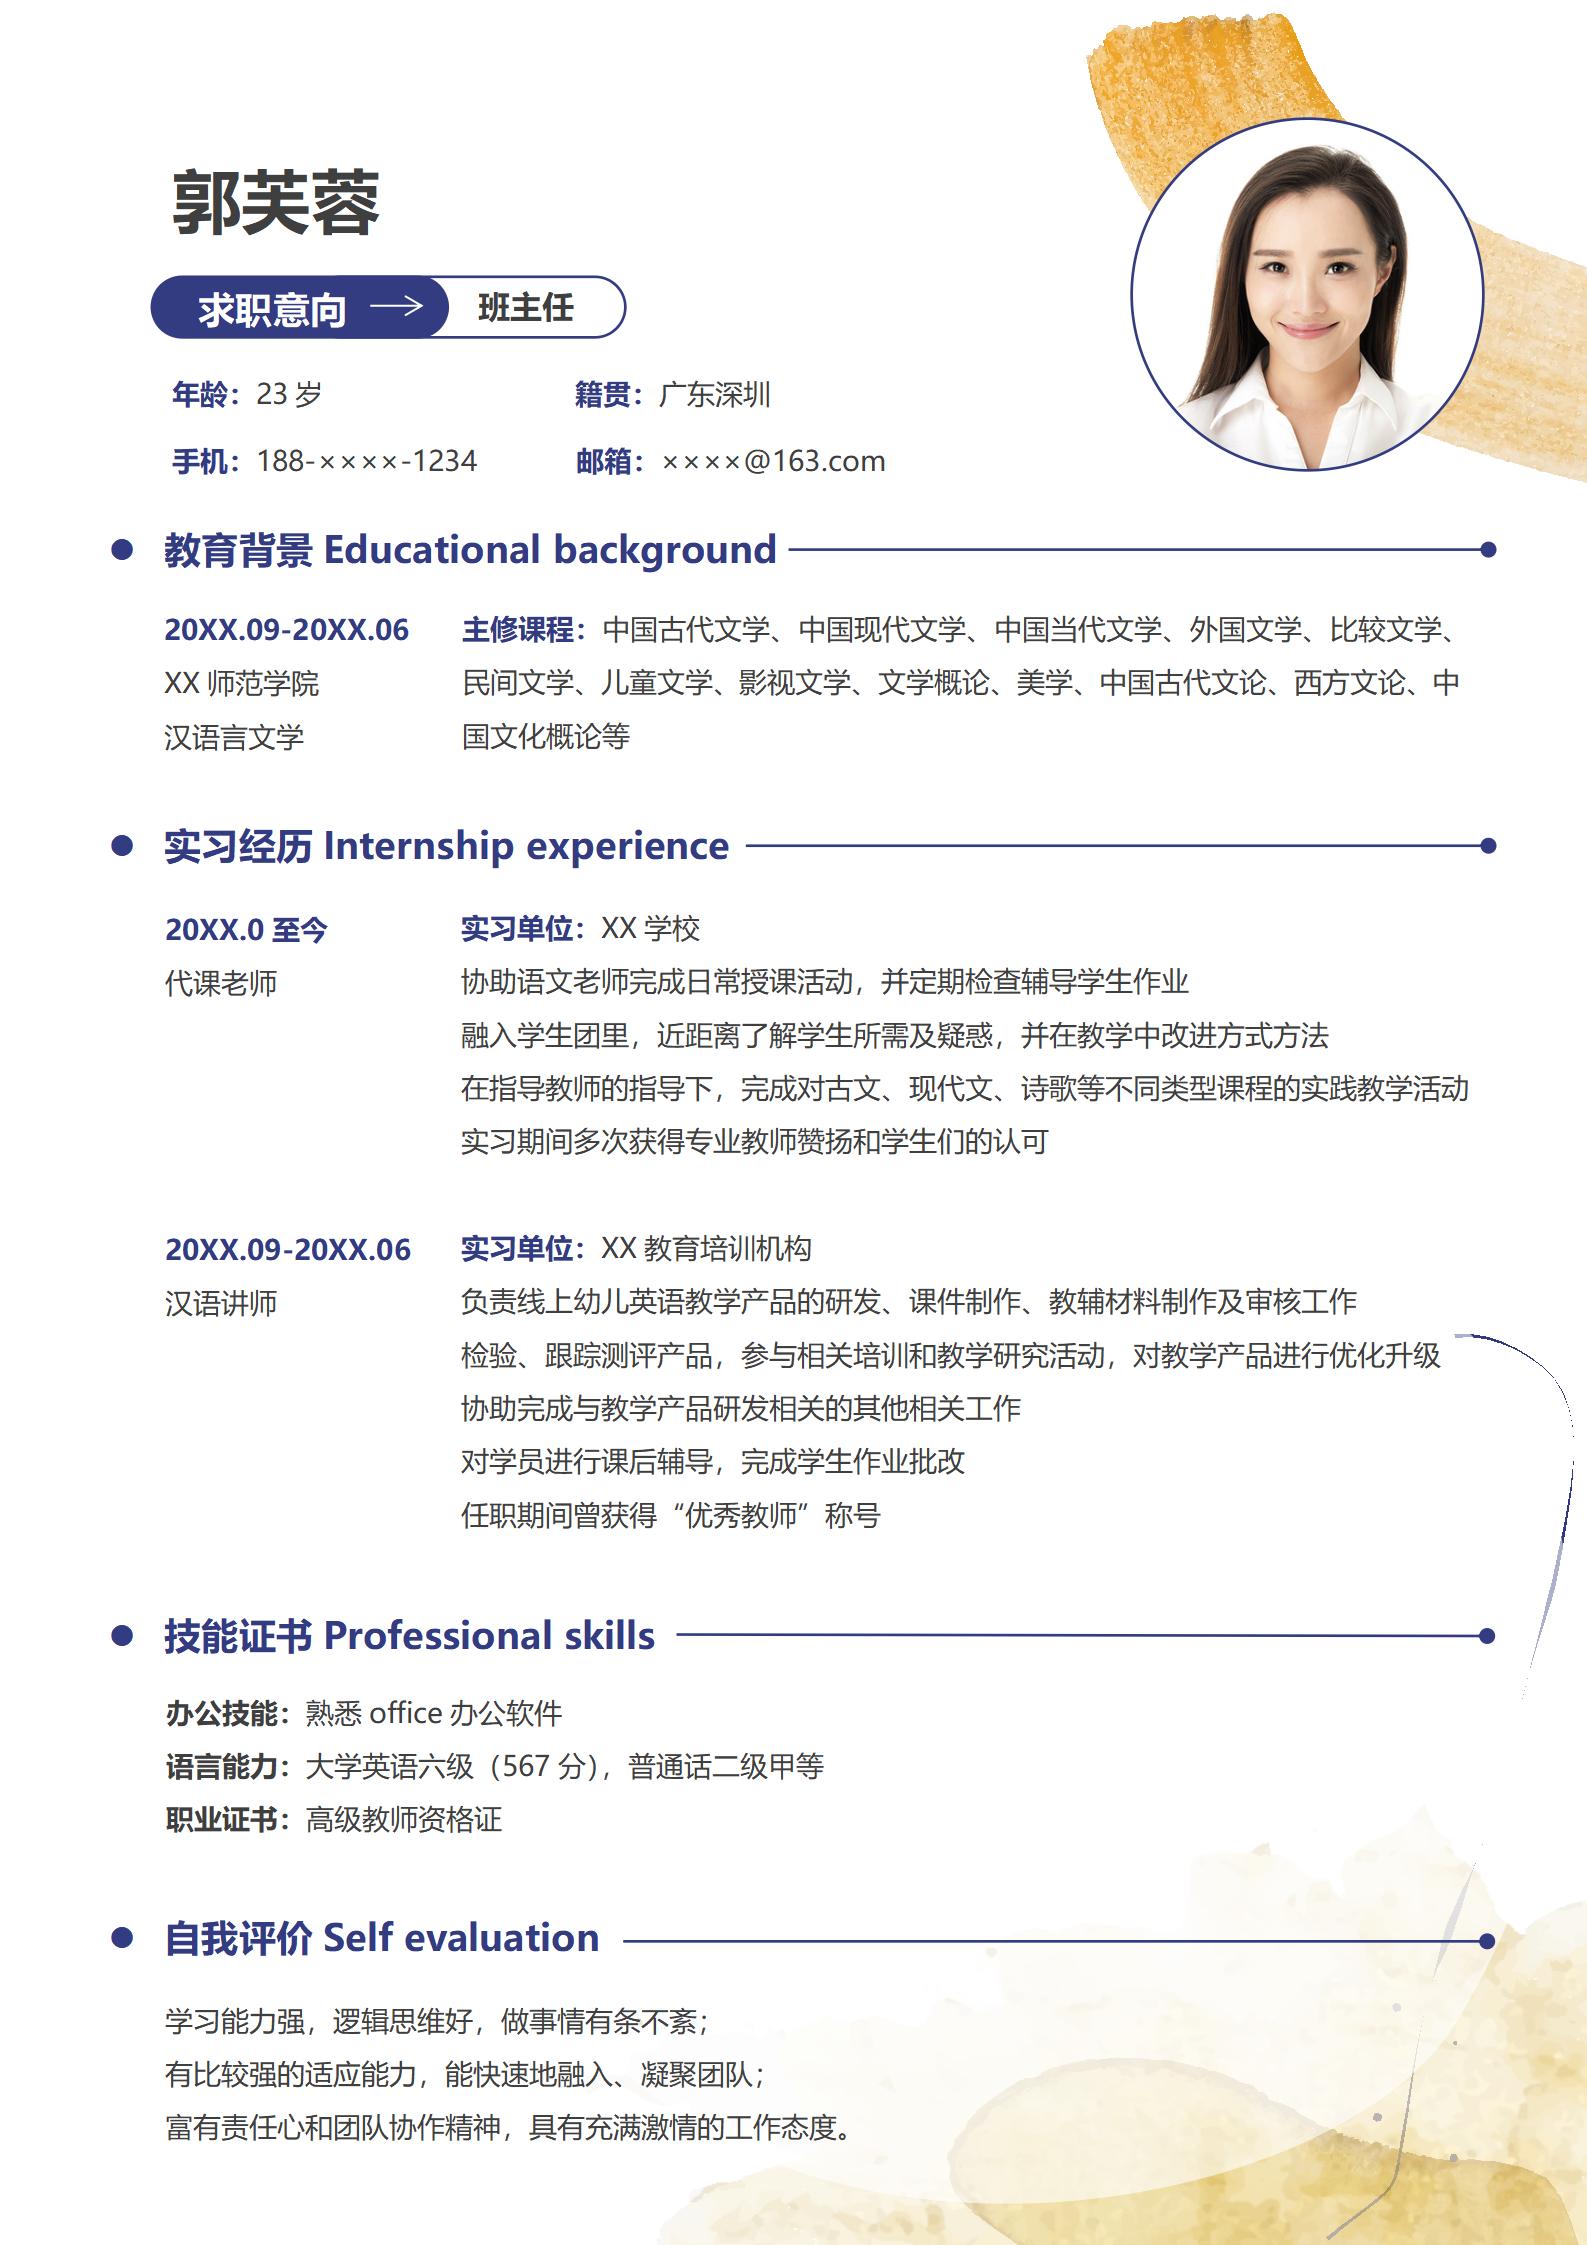 郭芙蓉
求职意向 班主任
年龄：23 岁 籍贯：广东深圳
手机：188-××××-1234 邮箱：××××@163.com
教育背景 Educational background
20XX.09-20XX.06 主修课程：中国古代文学、中国现代文学、中国当代文学、外国文学、比较文学、
XX 师范学院 民间文学、儿童文学、影视文学、文学概论、美学、中国古代文论、西方文论、中
汉语言文学 国文化概论等
实习经历 Internship experience
20XX.0 至今 实习单位：XX 学校
代课老师 协助语文老师完成日常授课活动，并定期检查辅导学生作业
融入学生团里，近距离了解学生所需及疑惑，并在教学中改进方式方法
在指导教师的指导下，完成对古文、现代文、诗歌等不同类型课程的实践教学活动
实习期间多次获得专业教师赞扬和学生们的认可
20XX.09-20XX.06 实习单位：XX 教育培训机构
汉语讲师 负责线上幼儿英语教学产品的研发、课件制作、教辅材料制作及审核工作
检验、跟踪测评产品，参与相关培训和教学研究活动，对教学产品进行优化升级
协助完成与教学产品研发相关的其他相关工作
对学员进行课后辅导，完成学生作业批改
任职期间曾获得“优秀教师”称号
技能证书 Professional skills
办公技能：熟悉 office 办公软件
语言能力：大学英语六级（567 分），普通话二级甲等
职业证书：高级教师资格证
自我评价 Self evaluation
学习能力强，逻辑思维好，做事情有条不紊；
有比较强的适应能力，能快速地融入、凝聚团队；
富有责任心和团队协作精神，具有充满激情的工作态度。